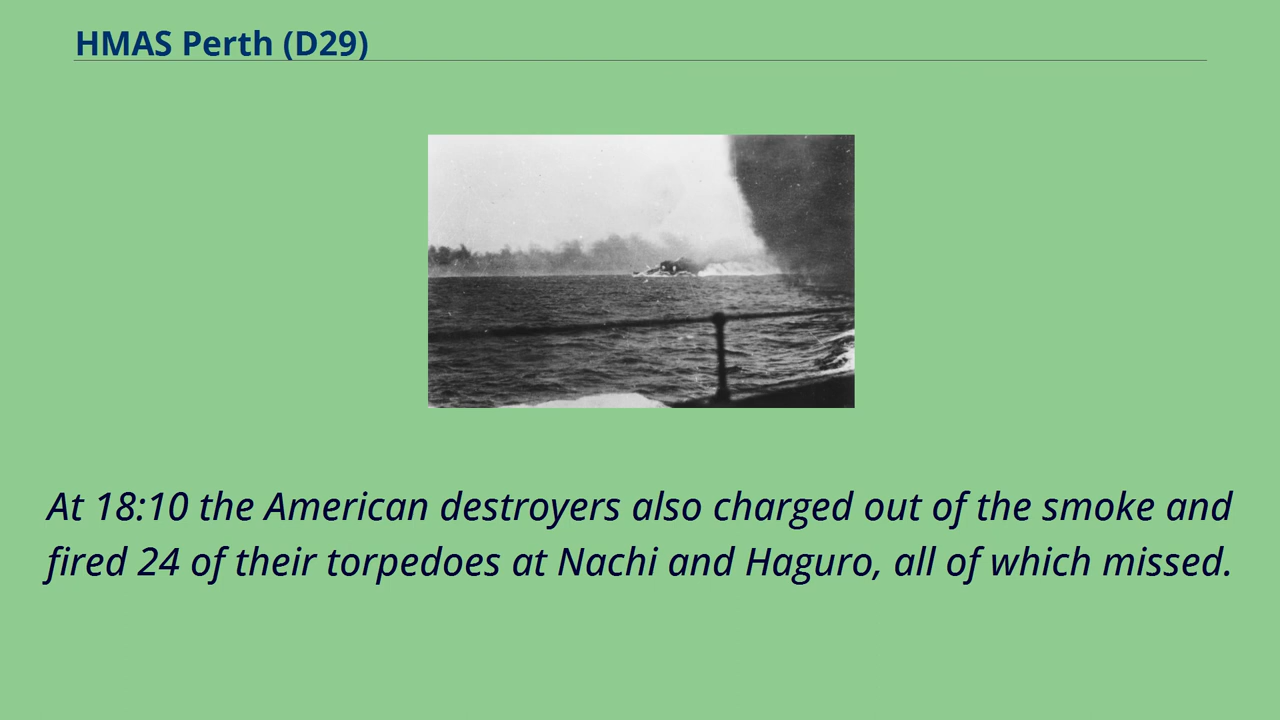 HMAS Perth (D29)
At 18:10 the American destroyers also charged out of the smoke and
fired 24 of their torpedoes at Nachi and Haguro, all of which missed.